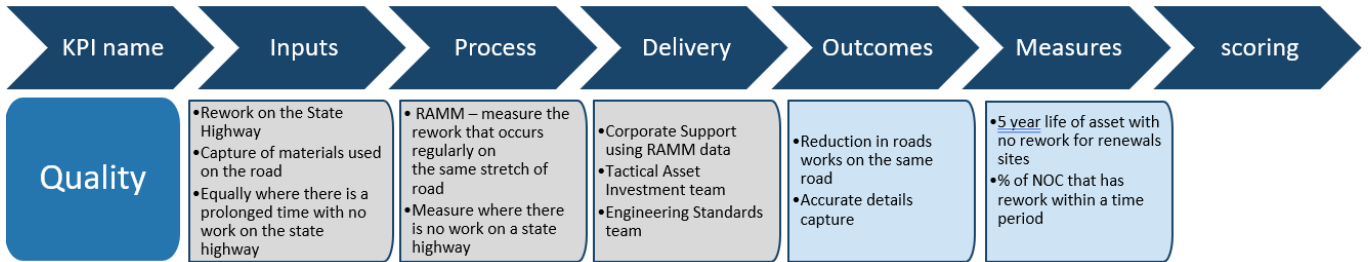 KPI name
Inputs
Process
Delivery
Outcomes
Measures
scoring
Quality
•Rework on the State
Highway
•Capture of materials used
on the road
•Equally where there is a
prolonged time with no
work on the state
highway
• RAMM – measure the
rework that occurs
regularly on
the same stretch of
road
•Measure where there
is no work on a state
highway
•Corporate Support
using RAMM data
•Tactical Asset
Investment team
•Engineering Standards
team
•Reduction in roads
works on the same
road
•Accurate details
capture
•5 year life of asset with
no rework for renewals
sites
•% of NOC that has
rework within a time
period